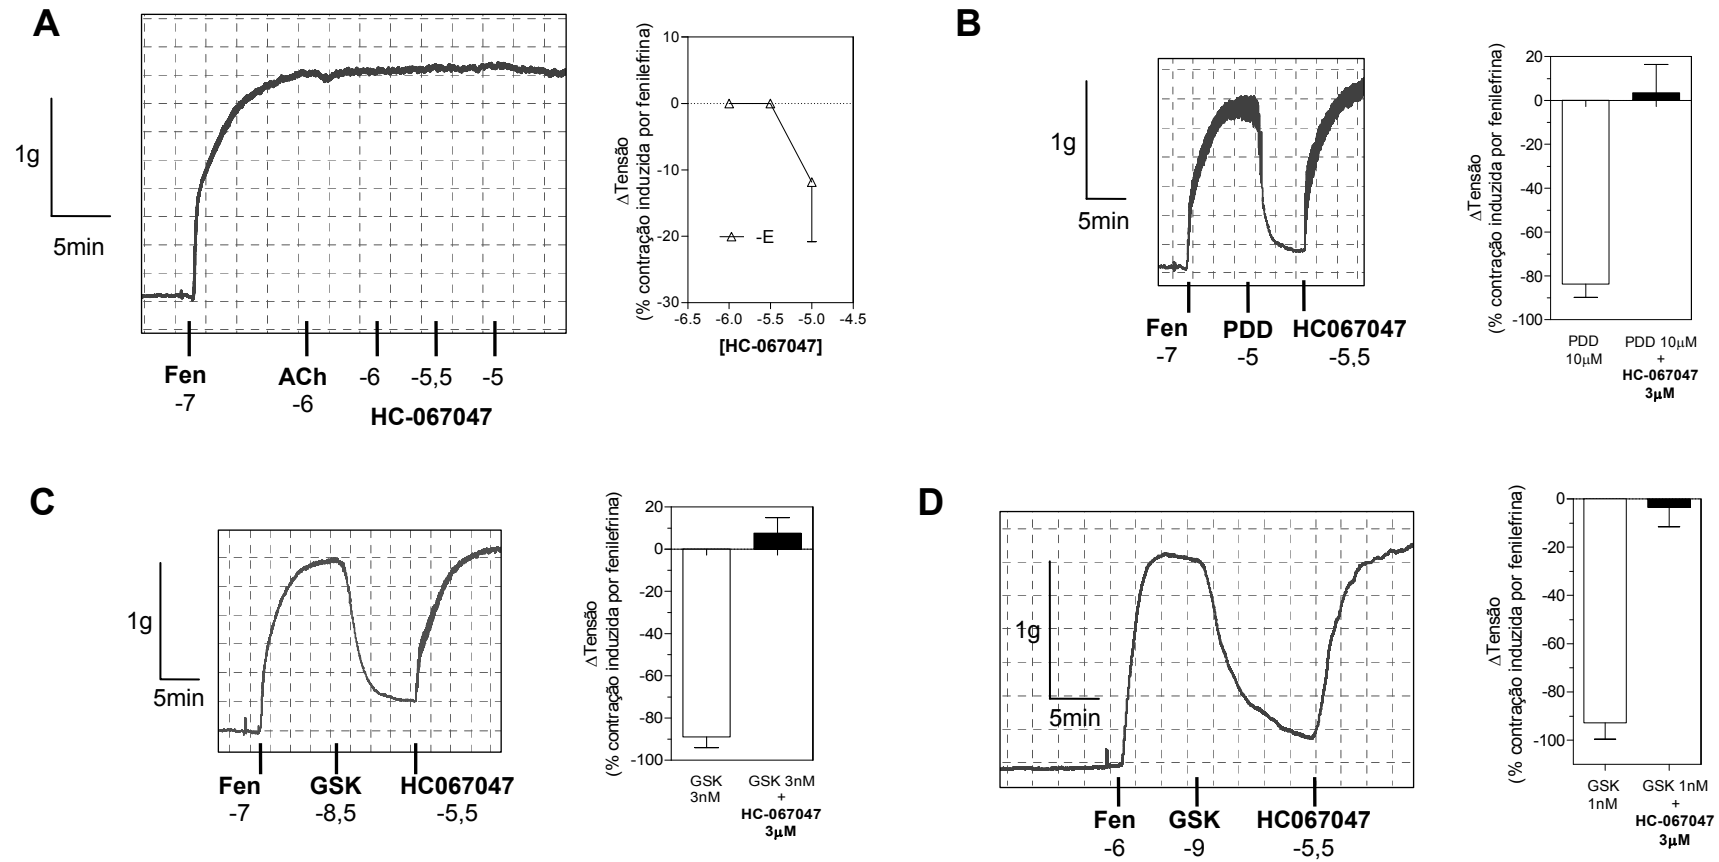 A
1g
5min
Fen
-7
ACh
-6
-6
-5,5
-5
HC-067047
ΔTensão
(% contração induzida por fenilefrina)
10
0
-10
-20
-30
-E
-6.5
-6.0
-5.5
-5.0
-4.5
[HC-067047]
B
1g
5min
Fen
-7
PDD
-5
HC067047
-5,5
ΔTensão
(% contração induzida por fenilefrina)
20
0
-20
-40
-60
-80
-100
PDD
10μM
PDD 10μM
+
HC-067047
3μM
C
1g
5min
Fen
-7
GSK
-8,5
HC067047
-5,5
ΔTensão
(% contração induzida por fenilefrina)
20
0
-20
-40
-60
-80
-100
GSK
3nM
GSK 3nM
+
HC-067047
3μM
D
1g
5min
Fen
-6
GSK
-9
HC067047
-5,5
ΔTensão
(% contração induzida por fenilefrina)
0
-20
-40
-60
-80
-100
GSK
1nM
GSK 1nM
+
HC-067047
3μM